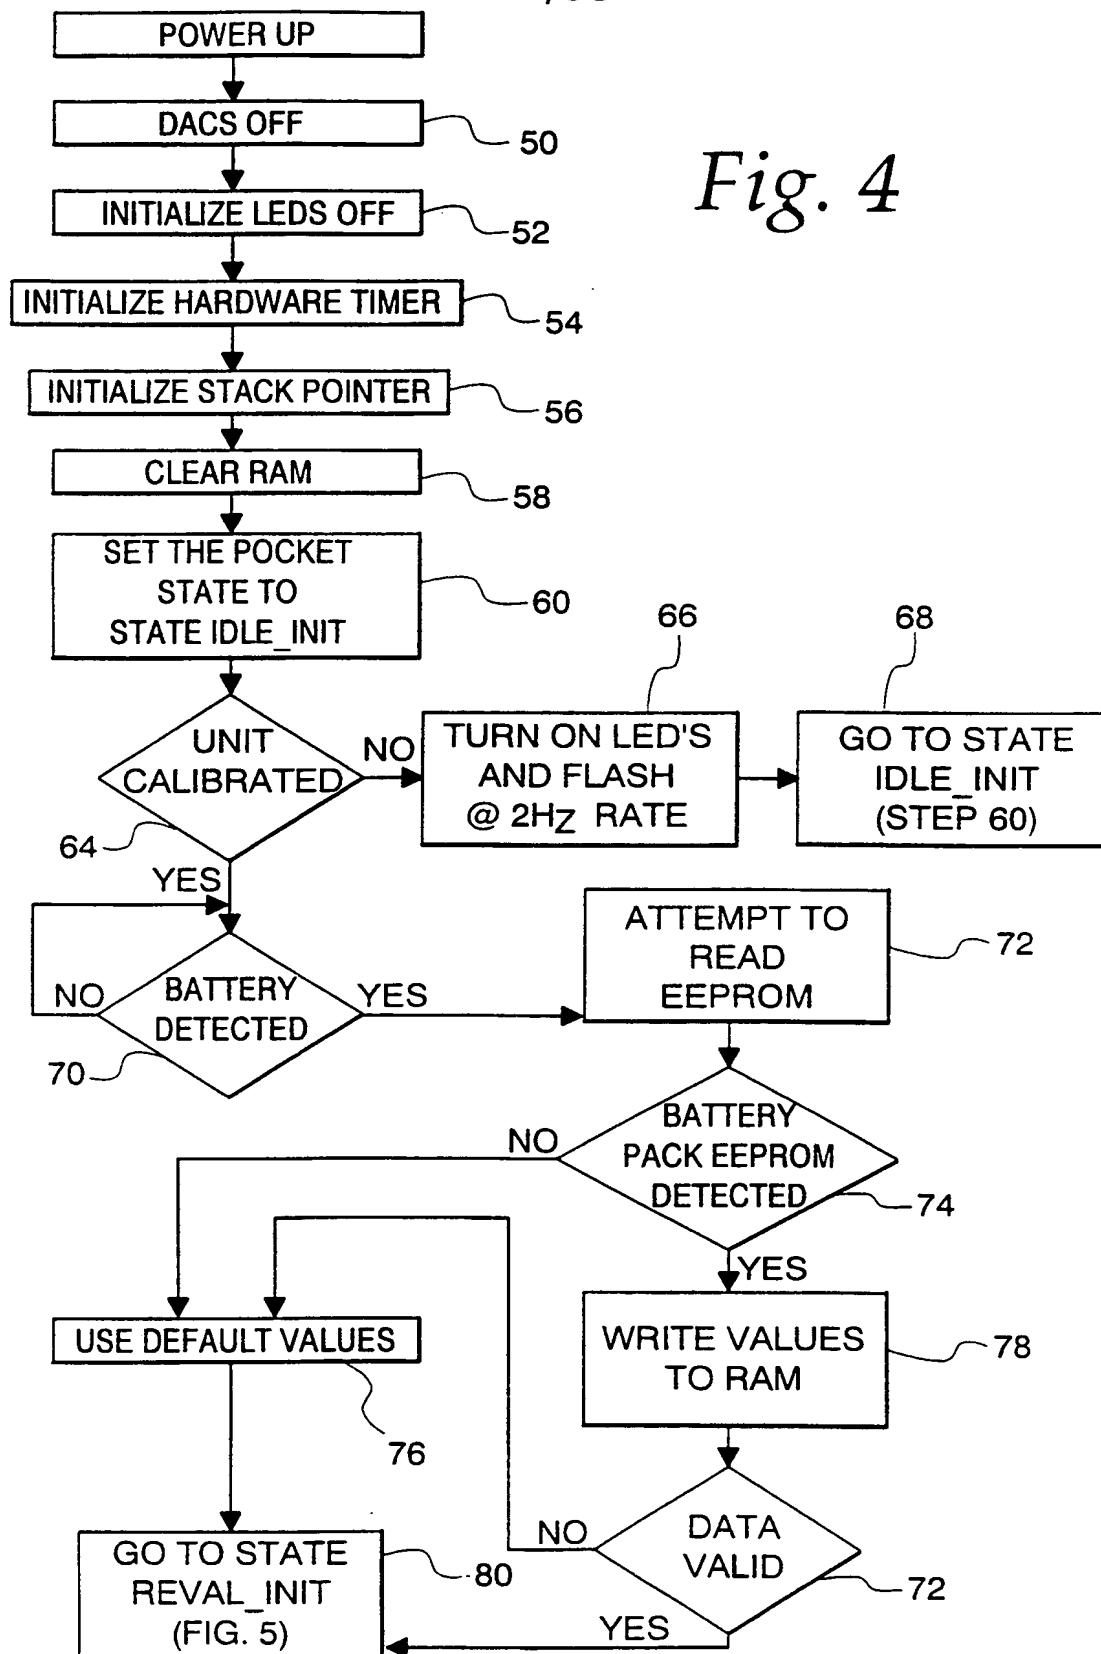 POWER UP
DACS OFF
50
Fig. 4
INITIALIZE LEDS OFF
52
INITIALIZE HARDWARE TIMER
54
INITIALIZE STACK POINTER
56
CLEAR RAM
58
SET THE POCKET
STATE TO
STATE IDLE_INIT
60
66
68
UNIT
CALIBRATED
64
NO
TURN ON LED'S
AND FLASH
@ 2HZ RATE
GO TO STATE
IDLE_INIT
(STEP 60)
YES
BATTERY
DETECTED
NO
YES
70
ATTEMPT TO
READ
EEPROM
72
BATTERY
PACK EEPROM
DETECTED
NO
74
YES
USE DEFAULT VALUES
76
WRITE VALUES
TO RAM
78
DATA
VALID
NO
72
YES
GO TO STATE
REVAL_INIT
(FIG. 5)
80